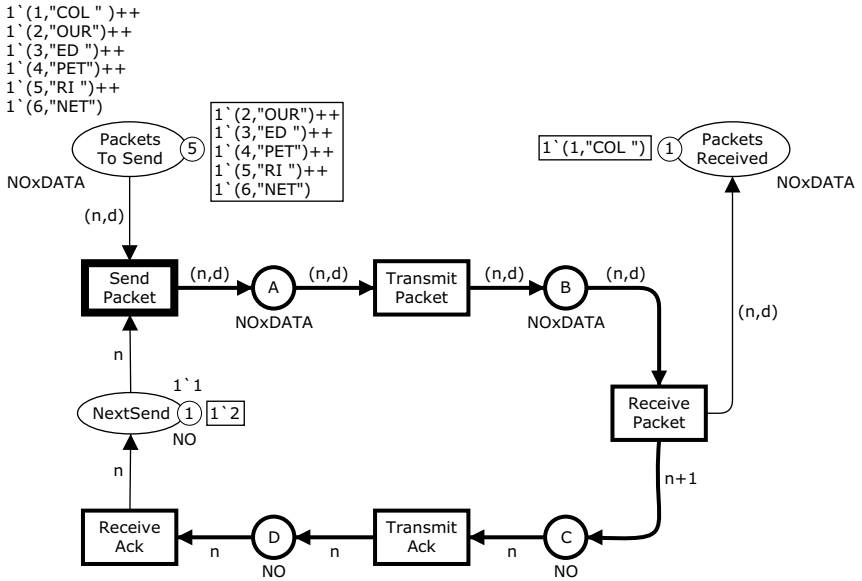 1`(1,"COL ")++
1`(2,"OUR")++
1`(3,"ED ")++
1`(4,"PET")++
1`(5,"RI ")++
1`(6,"NET")
Packets
To Send
5
1`(2,"OUR")++
1`(3,"ED ")++
1`(4,"PET")++
1`(5,"RI ")++
1`(6,"NET")
NOxDATA
1`(1,"COL ")
1
Packets
Received
NOxDATA
(n,d)
Send
Packet
(n,d)
A
NOxDATA
(n,d)
Transmit
Packet
(n,d)
B
NOxDATA
(n,d)
(n,d)
n
1`1
NextSend
1
1`2
NO
Receive
Packet
n
n+1
Receive
Ack
n
D
NO
n
Transmit
Ack
n
C
NO